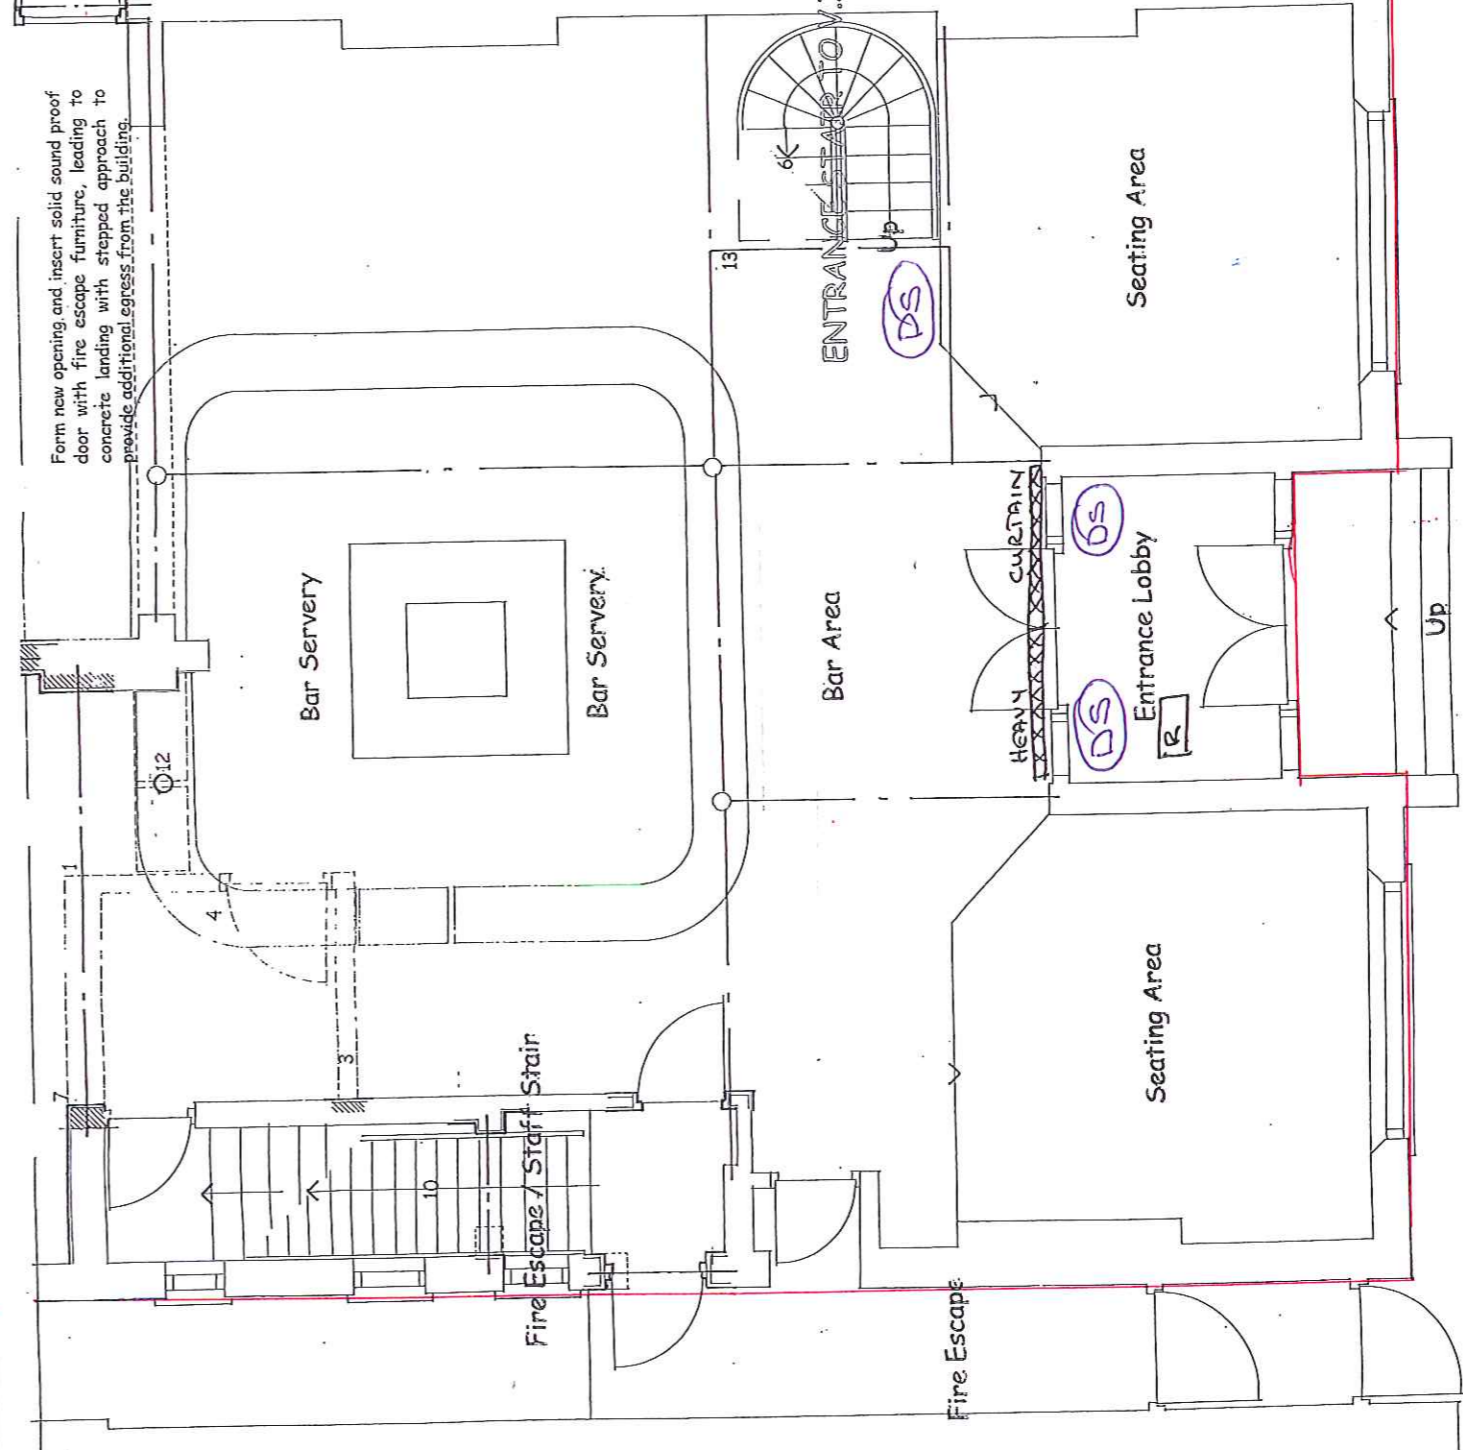 Form new opening and insert solid sound proof
door with fire escape furniture, leading to
concrete landing with stepped approach to
provide additional egress from the building.
ENTRANCE STAIR TO V.
6
Up
13
DS
Seating Area
Bar Servery
Bar Servery
Bar Area
HEAVY CURTAIN
DS
DS
Entrance Lobby
R
Up
12
1
4
3
7
10
Fire Escape / Staff Stair
Seating Area
Fire Escape